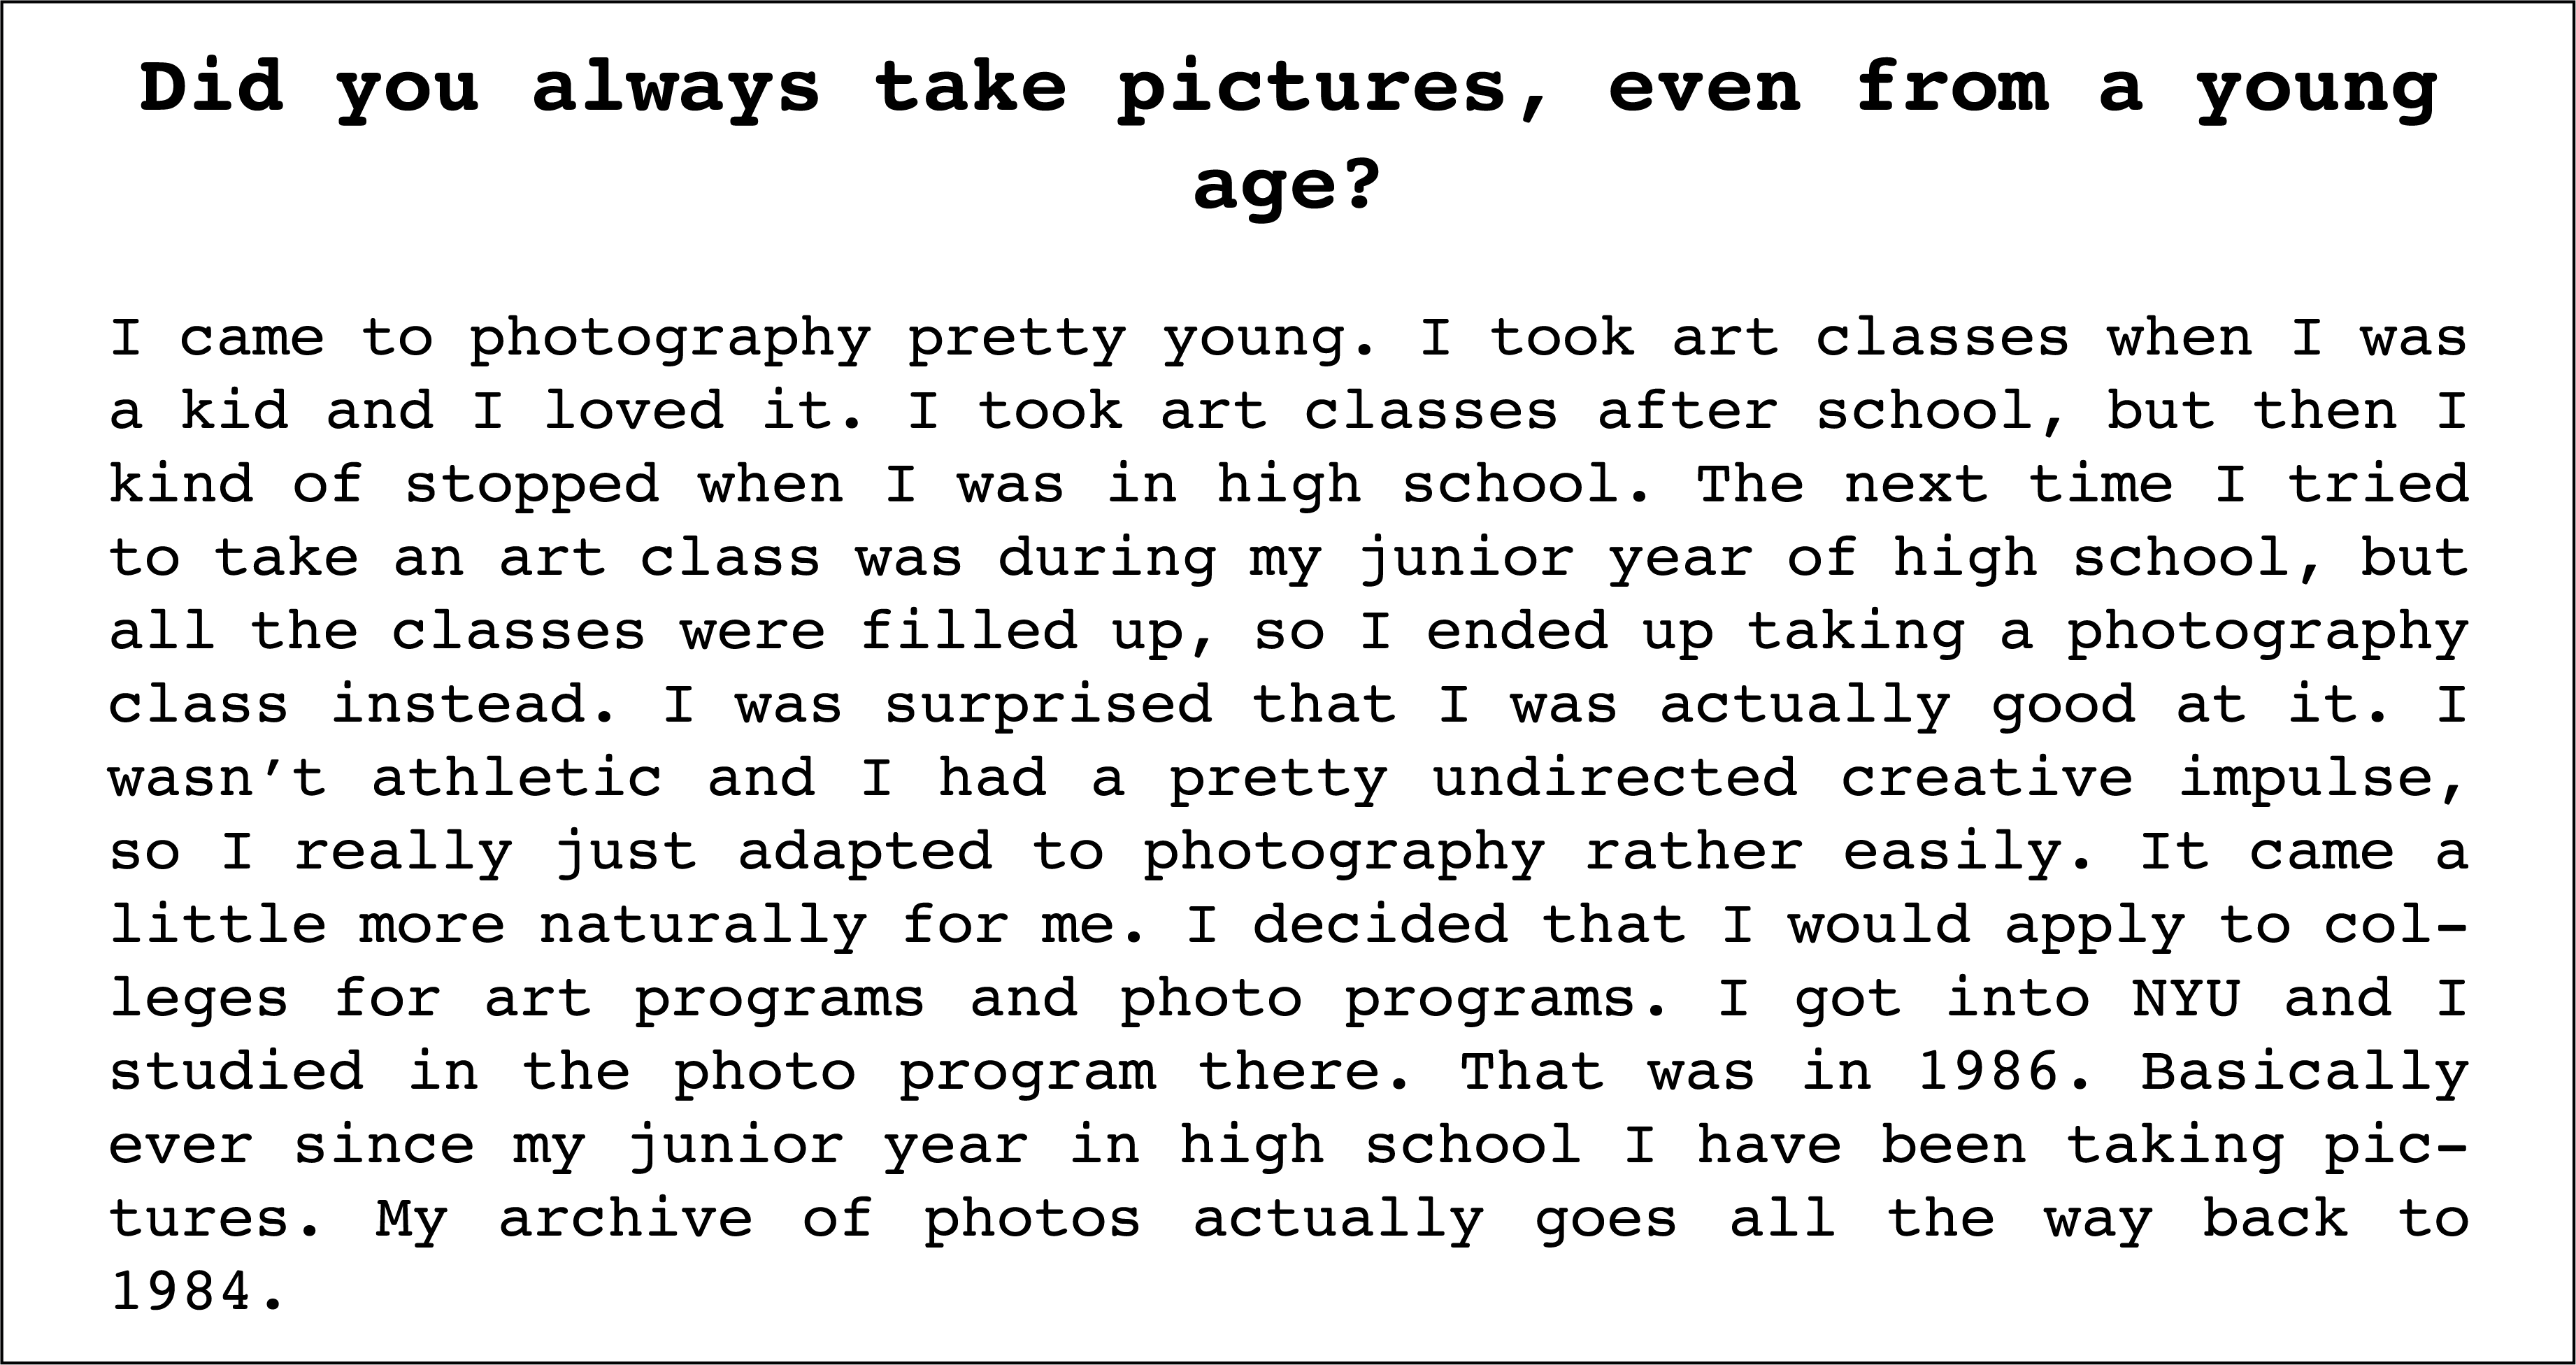 Did you always take pictures, even from a young
age?
I came to photography pretty young. I took art classes when I was
a kid and I loved it. I took art classes after school, but then I
kind of stopped when I was in high school. The next time I tried
to take an art class was during my junior year of high school, but
all the classes were filled up, so I ended up taking a photography
class instead. I was surprised that I was actually good at it. I
wasn’t athletic and I had a pretty undirected creative impulse,
so I really just adapted to photography rather easily. It came a
little more naturally for me. I decided that I would apply to col-
leges for art programs and photo programs. I got into NYU and I
studied in the photo program there. That was in 1986. Basically
ever since my junior year in high school I have been taking pic-
tures. My archive of photos actually goes all the way back to
1984.